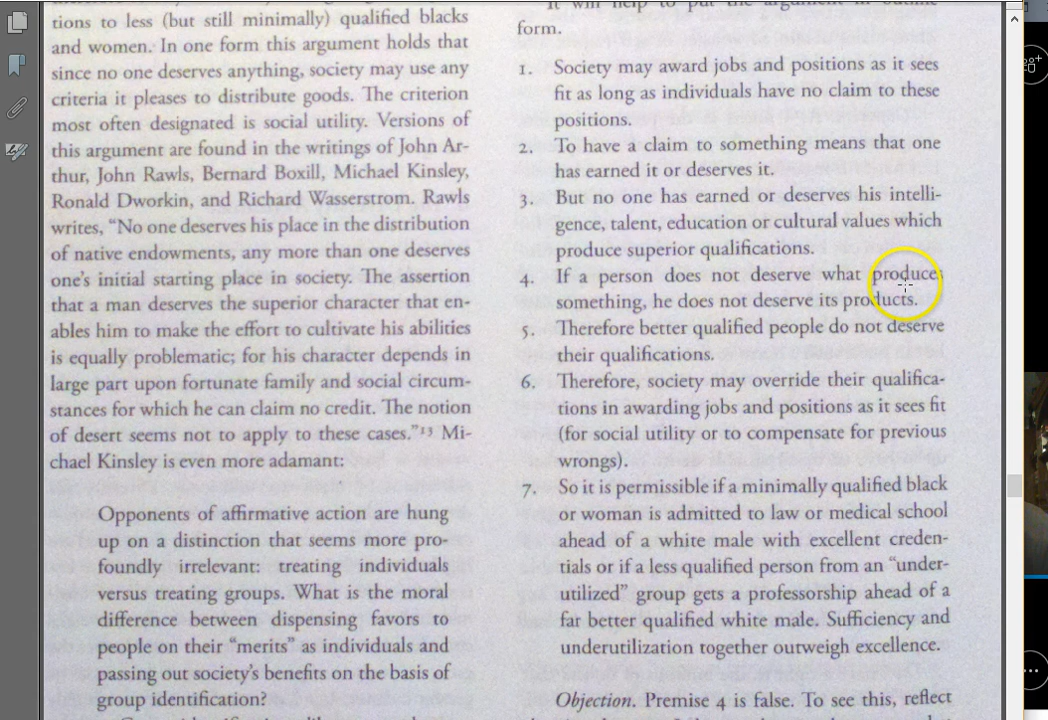 tions to less (but still minimally) qualified blacks
and women. In one form this argument holds that
since no one deserves anything, society may use any
criteria it pleases to distribute goods. The criterion
most often designated is social utility. Versions of
this argument are found in the writings of John Ar-
thur, John Rawls, Bernard Boxill, Michael Kinsley,
Ronald Dworkin, and Richard Wasserstrom. Rawls
writes, “No one deserves his place in the distribution
of native endowments, any more than one deserves
one’s initial starting place in society. The assertion
that a man deserves the superior character that en-
ables him to make the effort to cultivate his abilities
is equally problematic; for his character depends in
large part upon fortunate family and social circum-
stances for which he can claim no credit. The notion
of desert seems not to apply to these cases.”¹³ Mi-
chael Kinsley is even more adamant:
Opponents of affirmative action are hung
up on a distinction that seems more pro-
foundly irrelevant: treating individuals
versus treating groups. What is the moral
difference between dispensing favors to
people on their “merits” as individuals and
passing out society’s benefits on the basis of
group identification?
It will help to put the argument in outline
form.
1. Society may award jobs and positions as it sees
fit as long as individuals have no claim to these
positions.
2. To have a claim to something means that one
has earned it or deserves it.
3. But no one has earned or deserves his intelli-
gence, talent, education or cultural values which
produce superior qualifications.
4. If a person does not deserve what produces
something, he does not deserve its products.
5. Therefore better qualified people do not deserve
their qualifications.
6. Therefore, society may override their qualifica-
tions in awarding jobs and positions as it sees fit
(for social utility or to compensate for previous
wrongs).
7. So it is permissible if a minimally qualified black
or woman is admitted to law or medical school
ahead of a white male with excellent creden-
tials or if a less qualified person from an “under-
utilized” group gets a professorship ahead of a
far better qualified white male. Sufficiency and
underutilization together outweigh excellence.
Objection. Premise 4 is false. To see this, reflect